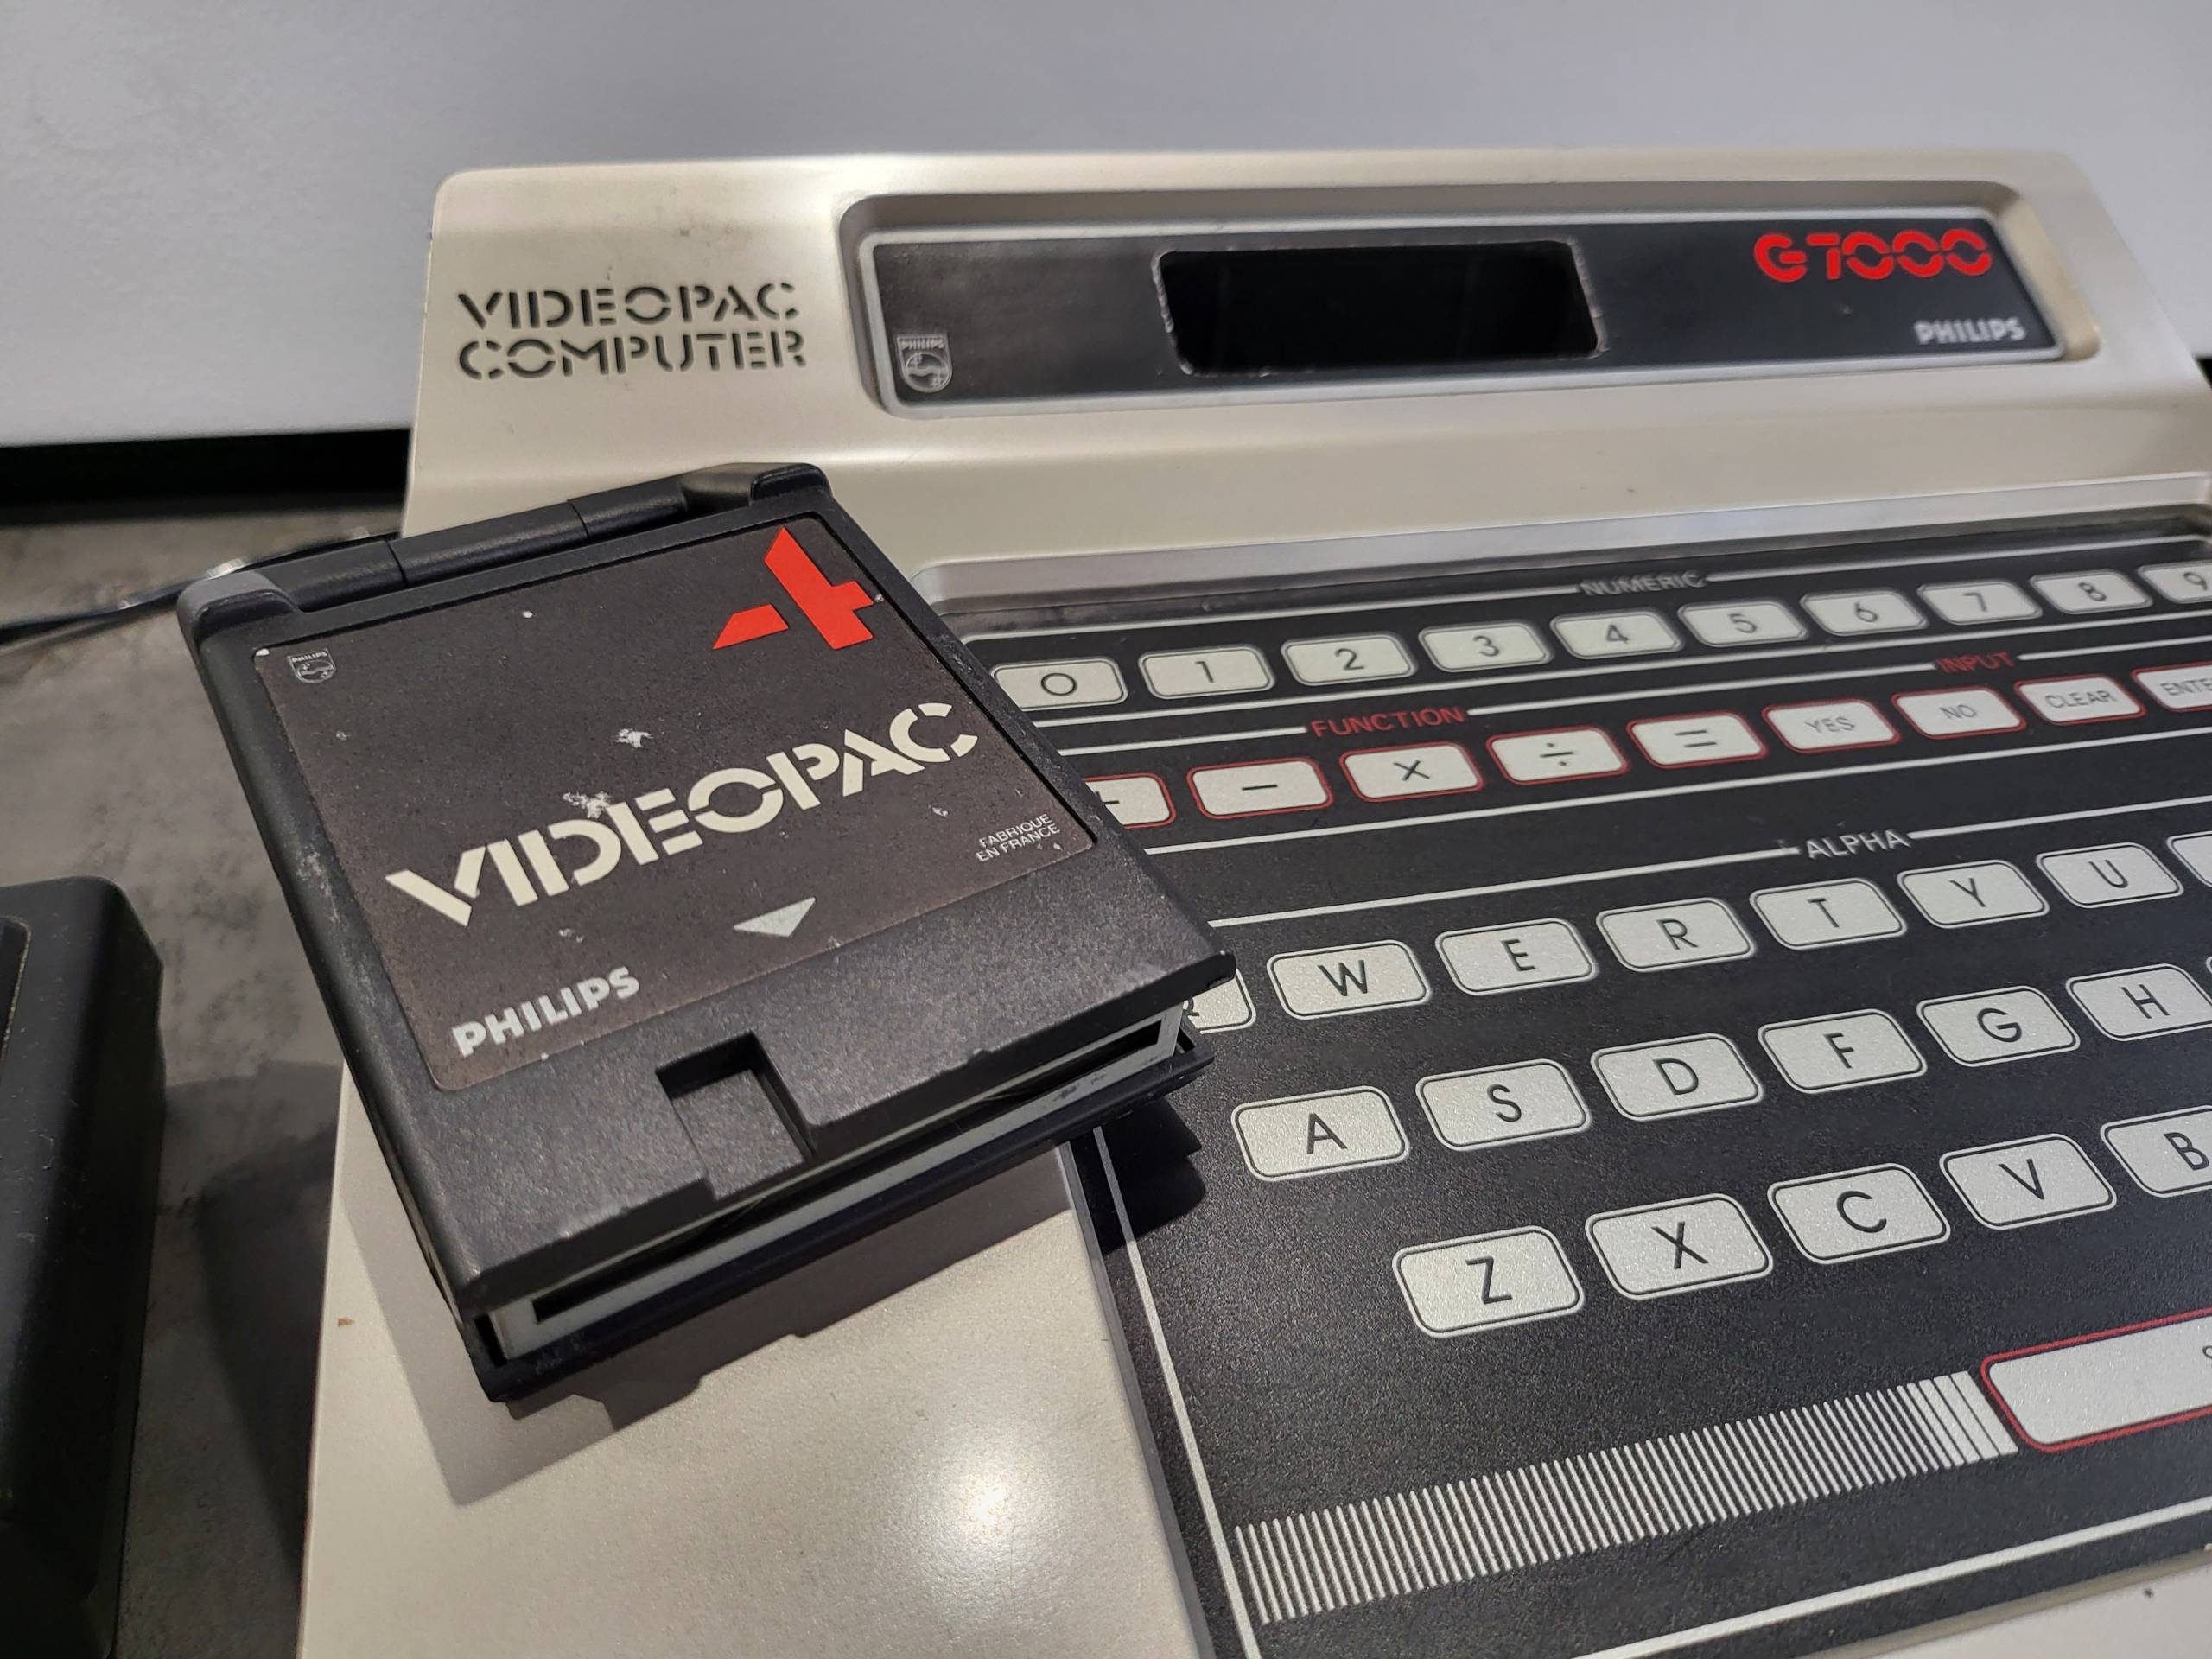 VIDEOPAC
COMPUTER
G7000
PHILIPS
PHILIPS
4
PHILIPS
VIDEOPAC
FABRIQUE
EN FRANCE
PHILIPS
NUMERIC
0 1 2 3 4 5 6 7 8 9
FUNCTION INPUT
+ - × ÷ = YES NO CLEAR
ALPHA
W E R T Y U
A S D F G H
Z X C V B